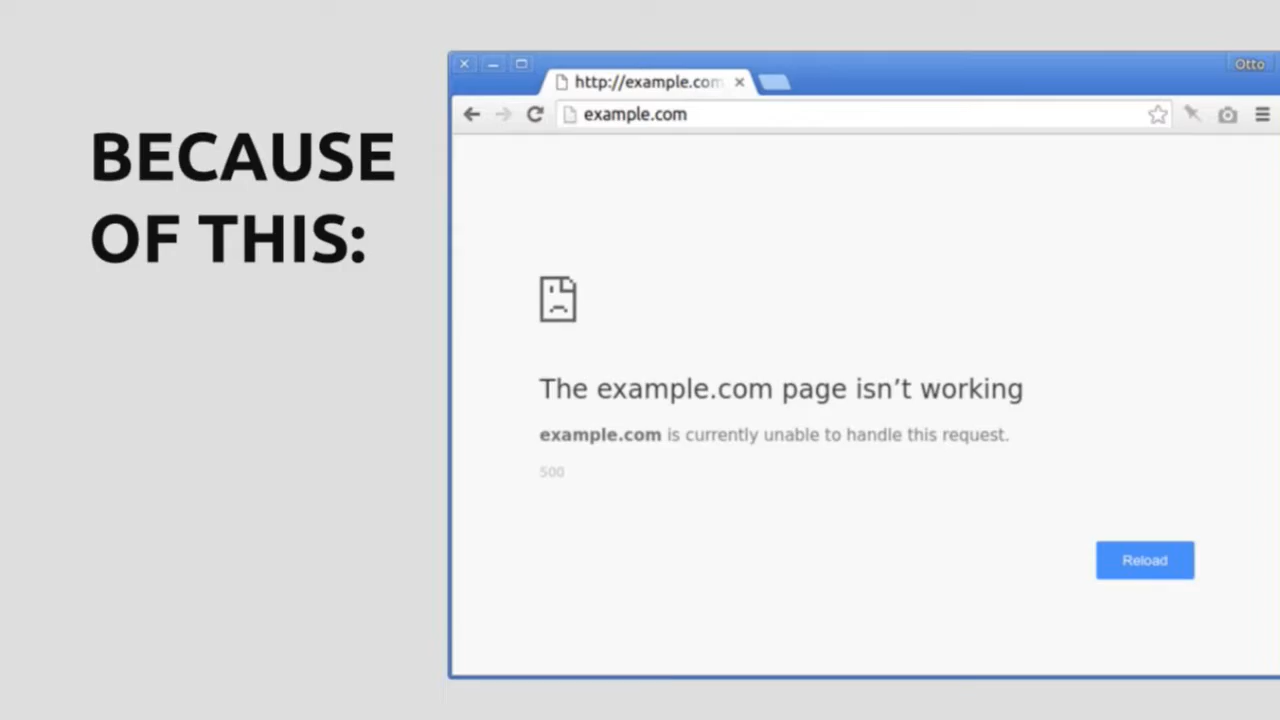 BECAUSE
OF THIS:
Otto
http://example.com
example.com
The example.com page isn’t working
example.com is currently unable to handle this request.
500
Reload